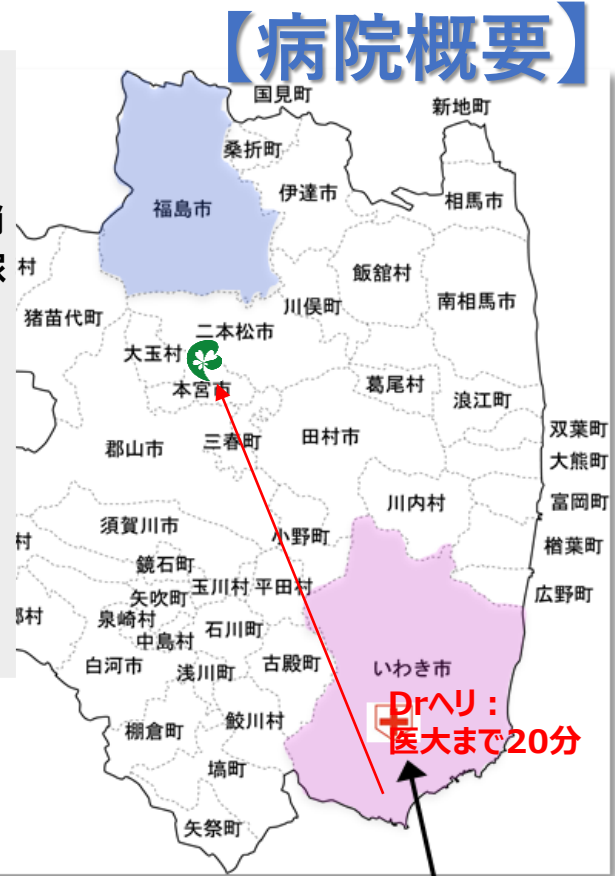 【病院概要】
国見町
新地町
桑折町
伊達市
相馬市
福島市
飯舘村
村
川俣町
南相馬市
猪苗代町
二本松市
大玉村
本宮市
葛尾村
浪江町
双葉町
郡山市
三春町
田村市
大熊町
川内村
富岡町
須賀川市
小野町
村
楢葉町
鏡石町
玉川村
平田村
広野町
矢吹町
泉崎村
石川町
中島村
村
白河市
浅川町
古殿町
いわき市
Drヘリ：
医大まで20分
棚倉町
鮫川村
塙町
矢祭町